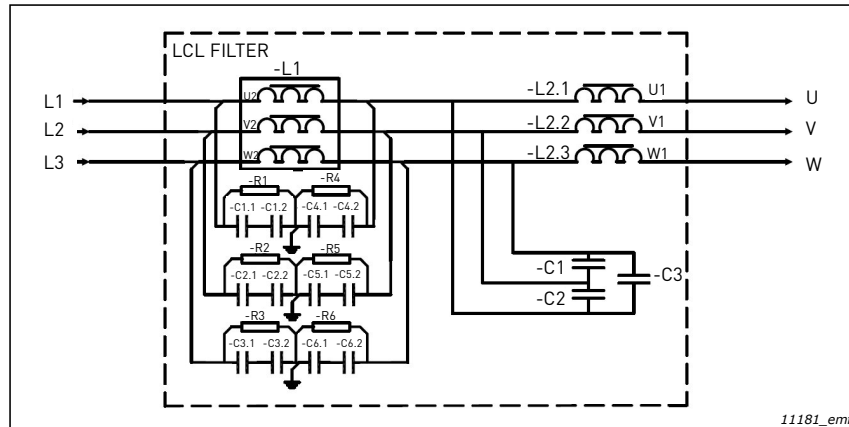 LCL FILTER
-L1
L1 U2 -L2.1 U1 U
L2 V2 -L2.2 V1 V
L3 W2 -L2.3 W1 W
-R1 -R4
-C1.1 -C1.2 -C4.1 -C4.2
-R2 -R5
-C2.1 -C2.2 -C5.1 -C5.2
-C1 -C3
-C2
-R3 -R6
-C3.1 -C3.2 -C6.1 -C6.2